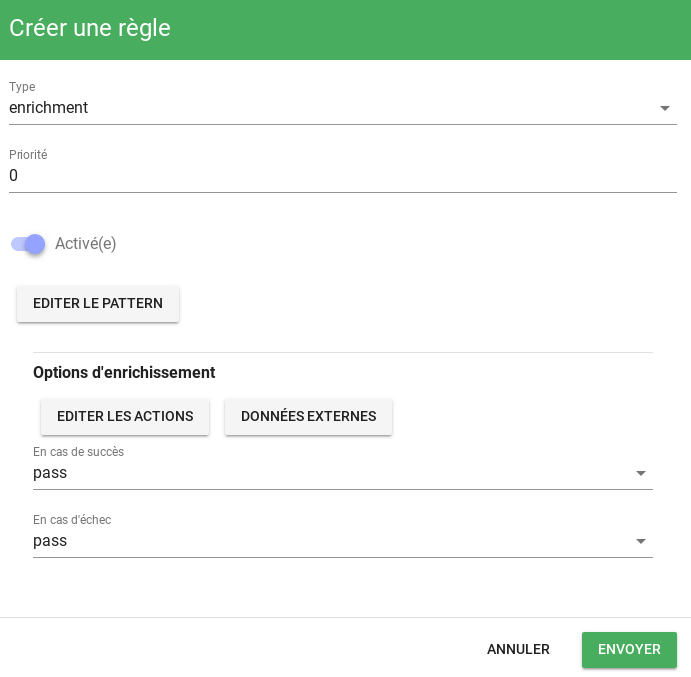 Créer une règle
Type
enrichment
Priorité
0
Activé(e)
EDITER LE PATTERN
Options d'enrichissement
EDITER LES ACTIONS DONNÉES EXTERNES
En cas de succès
pass
En cas d'échec
pass
ANNULER ENVOYER